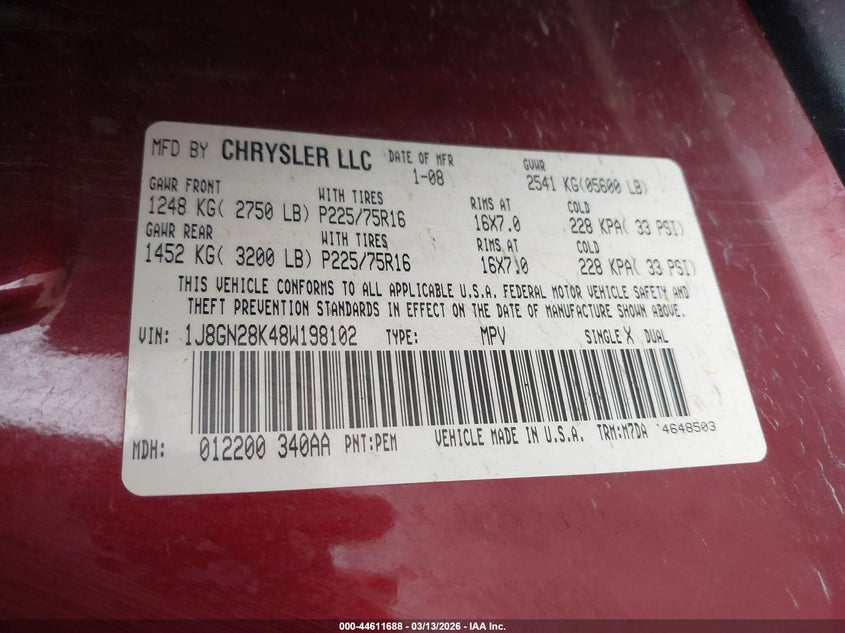 MFD BY CHRYSLER LLC DATE OF MFR GVWR
1-08 2541 KG(05600 LB)
GAWR FRONT WITH TIRES RIMS AT COLD
1248 KG( 2750 LB) P225/75R16 16X7.0 228 KPA( 33 PSI)
GAWR REAR WITH TIRES RIMS AT COLD
1452 KG( 3200 LB) P225/75R16 16X7.0 228 KPA( 33 PSI)
THIS VEHICLE CONFORMS TO ALL APPLICABLE U.S.A. FEDERAL MOTOR VEHICLE SAFETY AND
THEFT PREVENTION STANDARDS IN EFFECT ON THE DATE OF MANUFACTURE SHOWN ABOVE.
VIN: 1J8GN28K48W198102 TYPE: MPV SINGLE X DUAL
MDH: 012200 340AA PNT:PEM VEHICLE MADE IN U.S.A. TRM:M7DA 4648503
000-44611688 - 03/13/2026 - IAA Inc.